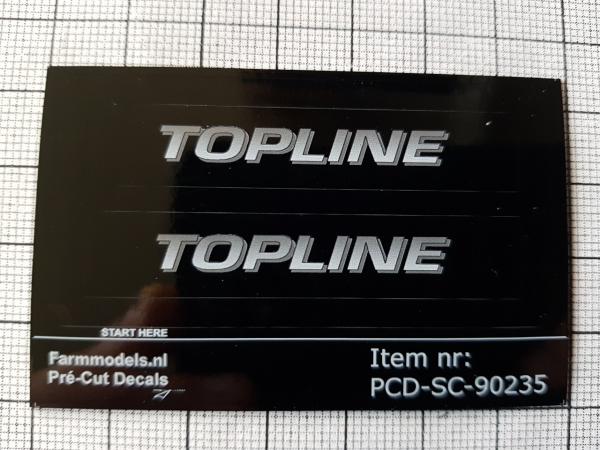 TOPLINE
TOPLINE
START HERE
Farmmodels.nl
Pré-Cut Decals
Item nr:
PCD-SC-90235